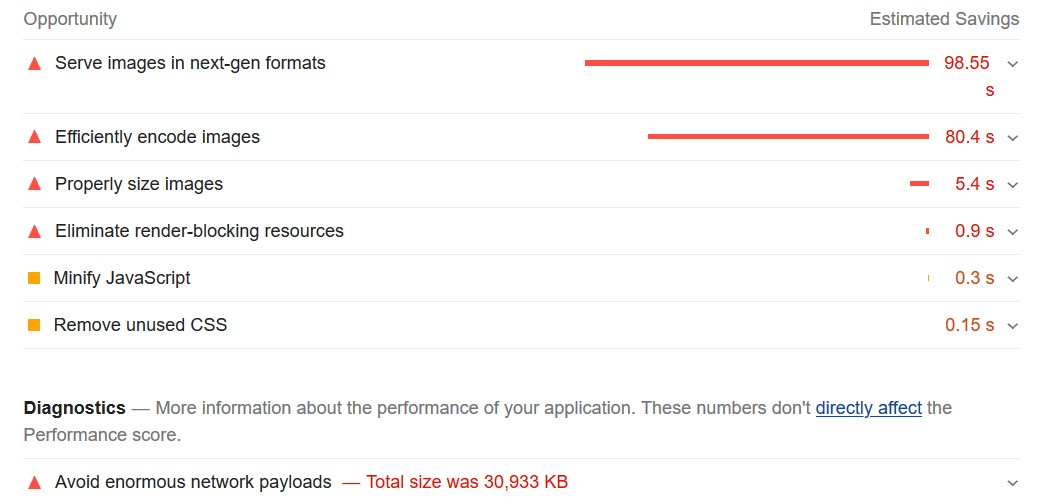 Opportunity Estimated Savings
Serve images in next-gen formats 98.55
s
Efficiently encode images 80.4 s
Properly size images 5.4 s
Eliminate render-blocking resources 0.9 s
Minify JavaScript 0.3 s
Remove unused CSS 0.15 s
Diagnostics — More information about the performance of your application. These numbers don't directly affect the
Performance score.
Avoid enormous network payloads — Total size was 30,933 KB